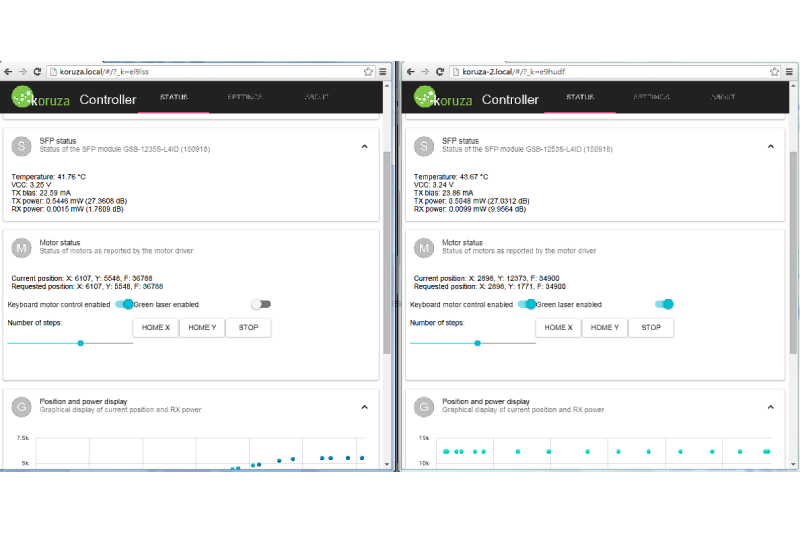 koruza.local/#/?_k=el9lss
koruza Controller STATUS SETTINGS ABOUT
S SFP status
Status of the SFP module GSB-1235S-L4ID (150918)
Temperature: 41.76 °C
VCC: 3.25 V
TX bias: 22.59 mA
TX power: 0.5446 mW (27.3608 dB)
RX power: 0.0015 mW (1.7609 dB)
M Motor status
Status of motors as reported by the motor driver
Current position: X: 6107, Y: 5548, F: 36788
Requested position: X: 6107, Y: 5548, F: 36788
Keyboard motor control enabled Green laser enabled
Number of steps: HOME X HOME Y STOP
G Position and power display
Graphical display of current position and RX power
7.5k
5k
koruza-2.local/#/?_k=e9hudf
koruza Controller STATUS SETTINGS ABOUT
S SFP status
Status of the SFP module GSB-1253S-L4ID (150918)
Temperature: 43.67 °C
VCC: 3.24 V
TX bias: 23.86 mA
TX power: 0.5048 mW (27.0312 dB)
RX power: 0.0099 mW (9.9564 dB)
M Motor status
Status of motors as reported by the motor driver
Current position: X: 2898, Y: 12373, F: 34900
Requested position: X: 2898, Y: 1771, F: 34900
Keyboard motor control enabled Green laser enabled
Number of steps: HOME X HOME Y STOP
G Position and power display
Graphical display of current position and RX power
15k
10k